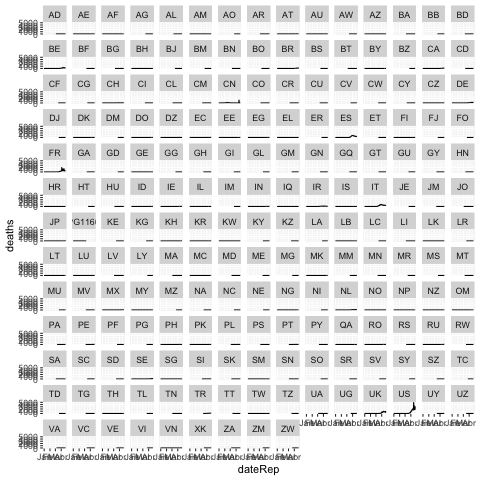 AD AE AF AG AL AM AO AR AT AU AW AZ BA BB BD
BE BF BG BH BJ BM BN BO BR BS BT BY BZ CA CD
CF CG CH CI CL CM CN CO CR CU CV CW CY CZ DE
DJ DK DM DO DZ EC EE EG EL ER ES ET FI FJ FO
FR GA GD GE GG GH GI GL GM GN GQ GT GU GY HN
HR HT HU ID IE IL IM IN IQ IR IS IT JE JM JO
JP KE KG KH KR KW KY KZ LA LB LC LI LK LR
LT LU LV LY MA MC MD ME MG MK MM MN MR MS MT
MU MV MX MY MZ NA NC NE NG NI NL NO NP NZ OM
PA PE PF PG PH PK PL PS PT PY QA RO RS RU RW
SA SC SD SE SG SI SK SM SN SO SR SV SY SZ TC
TD TG TH TL TN TR TT TW TZ UA UG UK US UY UZ
VA VC VE VI VN XK ZA ZM ZW
deaths
dateRep